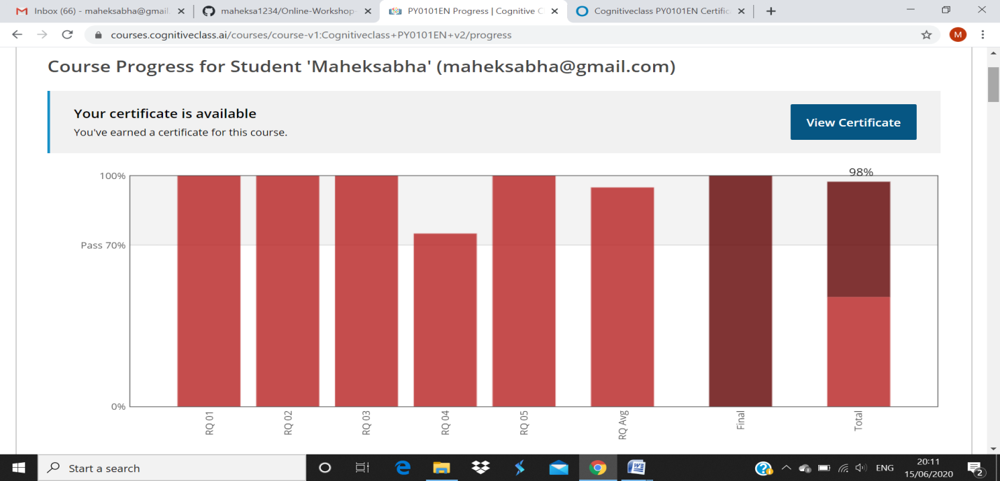 Inbox (66) - maheksabha@gmail.
maheksa1234/Online-Workshop-
PY0101EN Progress | Cognitive C
Cognitiveclass PY0101EN Certific
courses.cognitiveclass.ai/courses/course-v1:Cognitiveclass+PY0101EN+v2/progress
M
Course Progress for Student 'Maheksabha' (maheksabha@gmail.com)
Your certificate is available
You've earned a certificate for this course.
View Certificate
98%
100%
Pass 70%
0%
RQ 01
RQ 02
RQ 03
RQ 04
RQ 05
RQ Avg
Final
Total
Start a search
ENG
20:11
15/06/2020
2